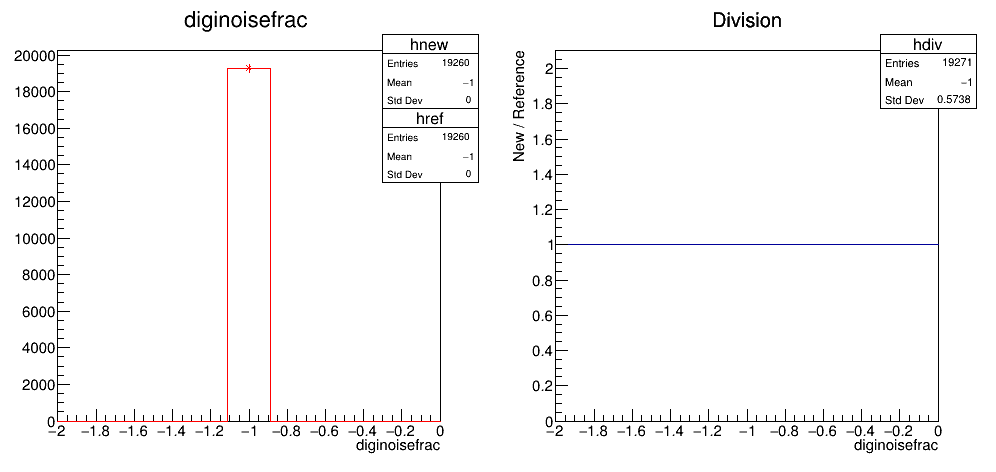 diginoisefrac
hnew
Entries 19260
Mean −1
Std Dev 0
href
Entries 19260
Mean −1
Std Dev 0
20000
18000
16000
14000
12000
10000
8000
6000
4000
2000
0
−2 −1.8 −1.6 −1.4 −1.2 −1 −0.8 −0.6 −0.4 −0.2 0
diginoisefrac
Division
hdiv
Entries 19271
Mean −1
Std Dev 0.5738
New / Reference
2
1.8
1.6
1.4
1.2
1
0.8
0.6
0.4
0.2
0
−2 −1.8 −1.6 −1.4 −1.2 −1 −0.8 −0.6 −0.4 −0.2 0
diginoisefrac